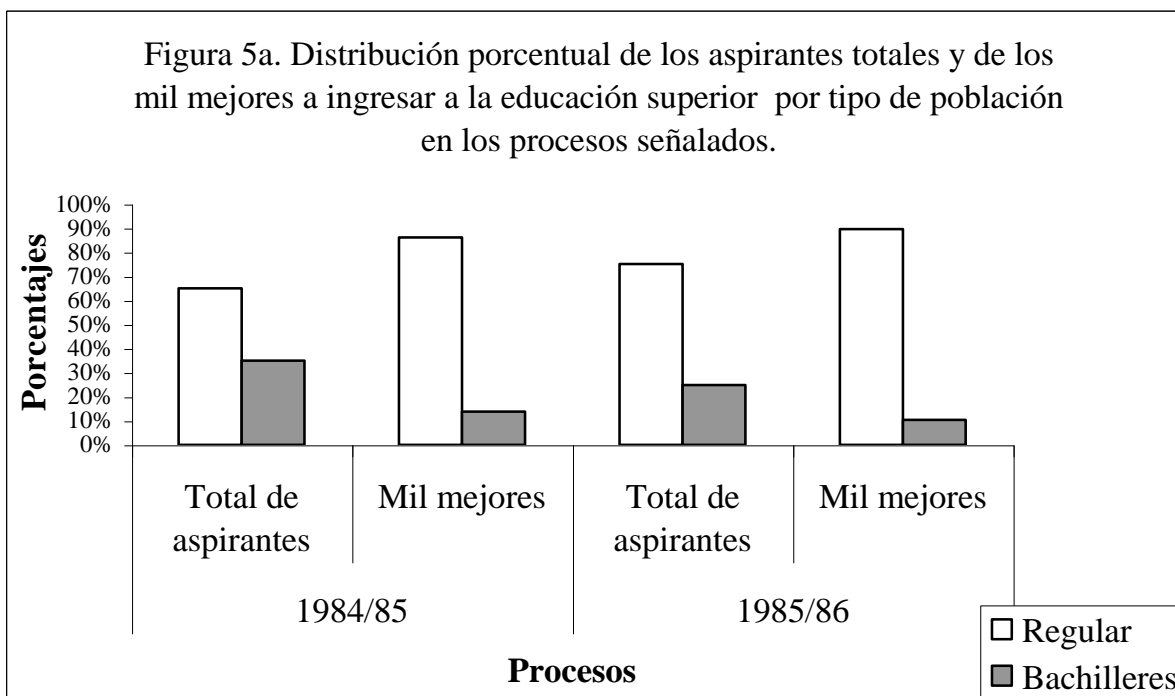 Figura 5a. Distribución porcentual de los aspirantes totales y de los
mil mejores a ingresar a la educación superior por tipo de población
en los procesos señalados.
Porcentajes
100%
90%
80%
70%
60%
50%
40%
30%
20%
10%
0%
Total de
aspirantes
Mil mejores
Total de
aspirantes
Mil mejores
1984/85
1985/86
Procesos
Regular
Bachilleres